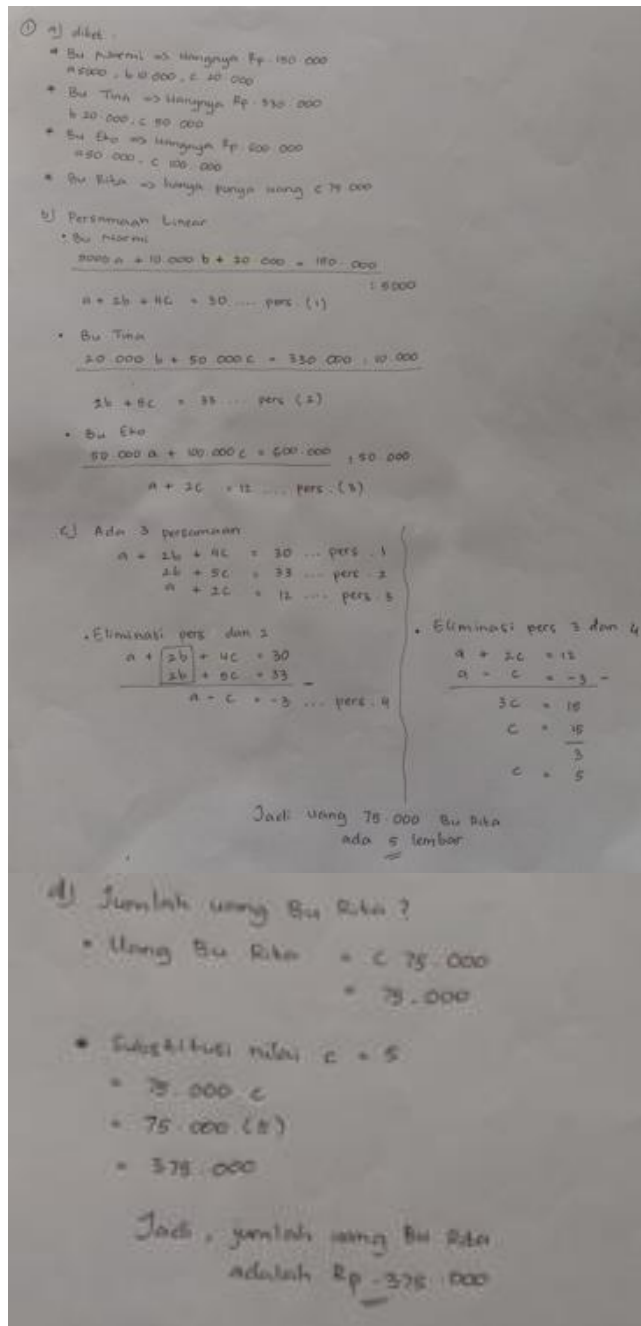 ① a) diket :
* Bu Narmi => Uangnya Rp. 150.000
a 5000, b 10.000, c 20.000
* Bu Tina => Uangnya Rp. 330.000
b 20.000, c 50.000
* Bu Eko => Uangnya Rp. 600.000
a 50.000, c 100.000
* Bu Rita => hanya punya uang c 75.000
b) Persamaan Linear
• Bu Narmi
5000 a + 10.000 b + 20.000 = 150.000
: 5000
a + 2b + 4c = 30 .... pers. (1)
• Bu Tina
20.000 b + 50.000 c = 330.000 : 10.000
2b + 5c = 33 ... pers (2)
• Bu Eko
50.000 a + 100.000 c = 600.000 : 50.000
a + 2c = 12 .... pers. (3)
c) Ada 3 persamaan
a + 2b + 4c = 30 ... pers. 1
2b + 5c = 33 .... pers. 2
a + 2c = 12 .... pers. 3
• Eliminasi pers dan 2
a + 2b + 4c = 30
2b + 5c = 33 -
a - c = -3 ... pers. 4
• Eliminasi pers 3 dan 4
a + 2c = 12
a - c = -3 -
3c = 15
c = 15
3
c = 5
Jadi uang 75.000 Bu Rita
ada 5 lembar
d) Jumlah uang Bu Rita?
• Uang Bu Rita = c 75.000
= 75.000
• Substitusi nilai c = 5
= 75.000 c
= 75.000 (5)
= 375.000
Jadi, jumlah uang Bu Rita
adalah Rp 375.000